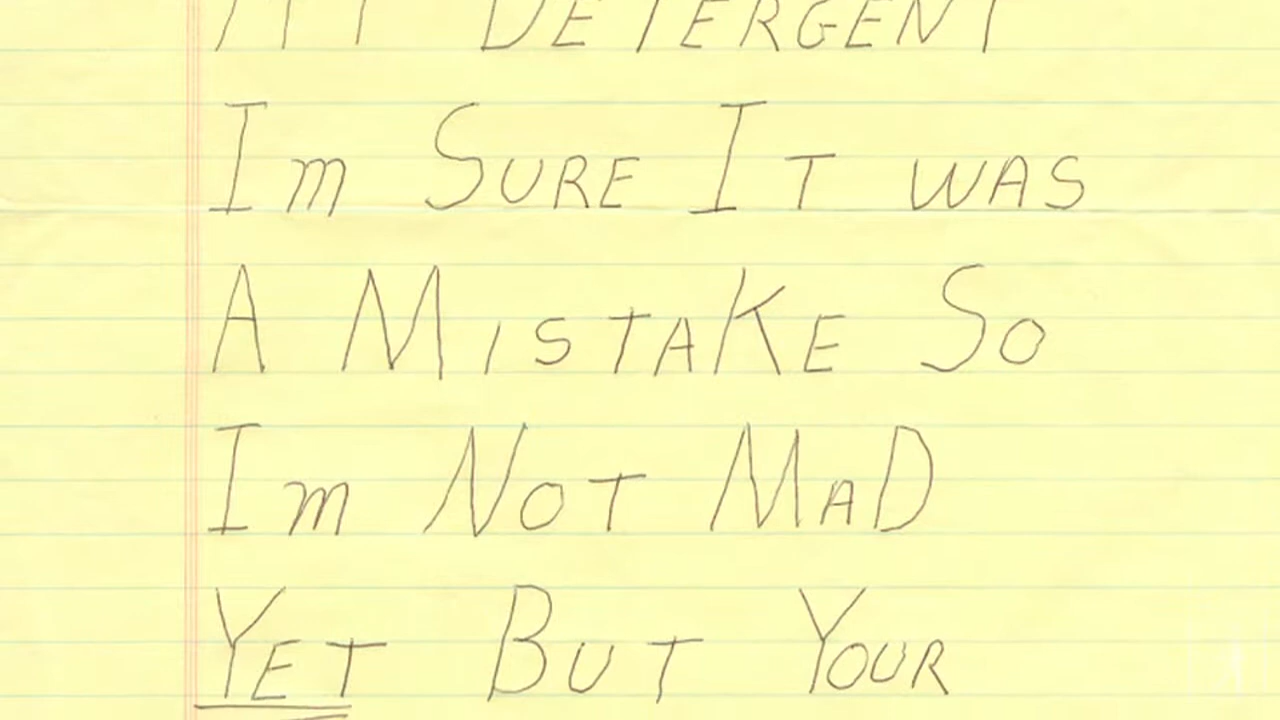 DETERGENT
Im SURE IT WAS
A MISTAKE SO
Im NOT MAD
YET BUT YOUR